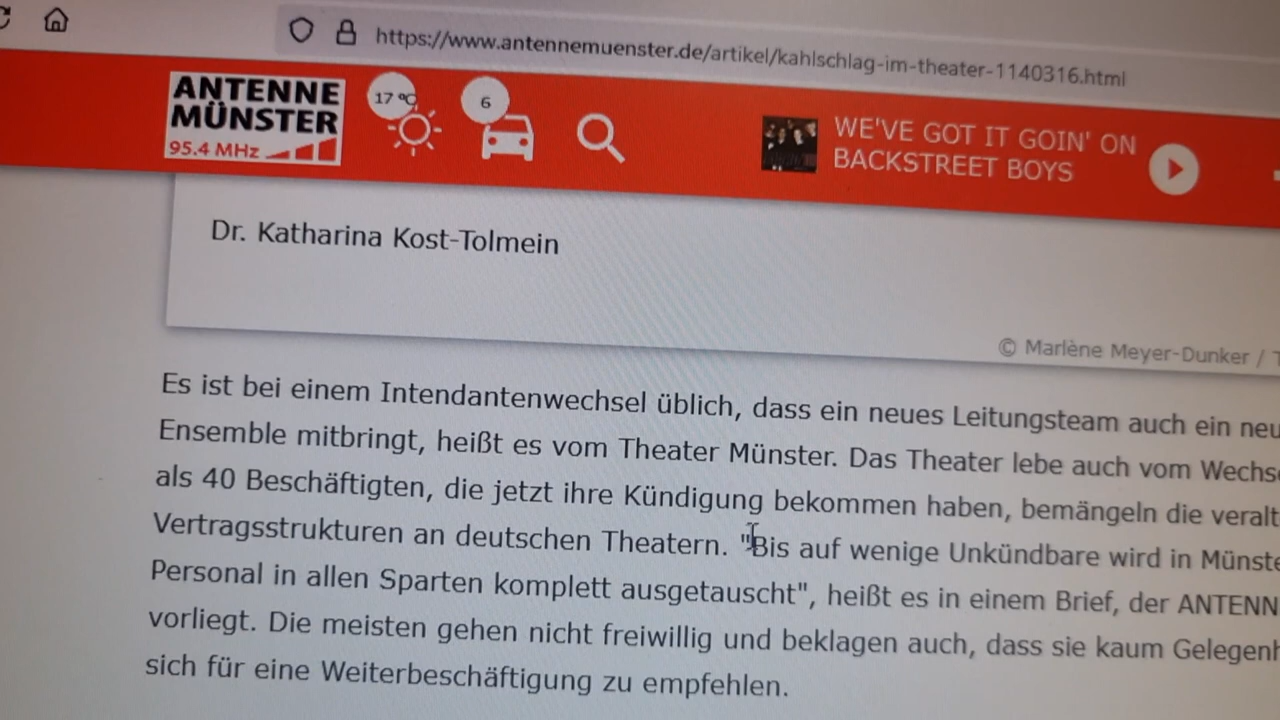 https://www.antennemuenster.de/artikel/kahlschlag-im-theater-1140316.html
ANTENNE
MÜNSTER
95.4 MHz
17 ºC
6
WE'VE GOT IT GOIN' ON
BACKSTREET BOYS
Dr. Katharina Kost-Tolmein
© Marlène Meyer-Dunker /
Es ist bei einem Intendantenwechsel üblich, dass ein neues Leitungsteam auch ein neu
Ensemble mitbringt, heißt es vom Theater Münster. Das Theater lebe auch vom Wechs
als 40 Beschäftigten, die jetzt ihre Kündigung bekommen haben, bemängeln die veralt
Vertragsstrukturen an deutschen Theatern. "Bis auf wenige Unkündbare wird in Münste
Personal in allen Sparten komplett ausgetauscht", heißt es in einem Brief, der ANTENN
vorliegt. Die meisten gehen nicht freiwillig und beklagen auch, dass sie kaum Gelegenh
sich für eine Weiterbeschäftigung zu empfehlen.